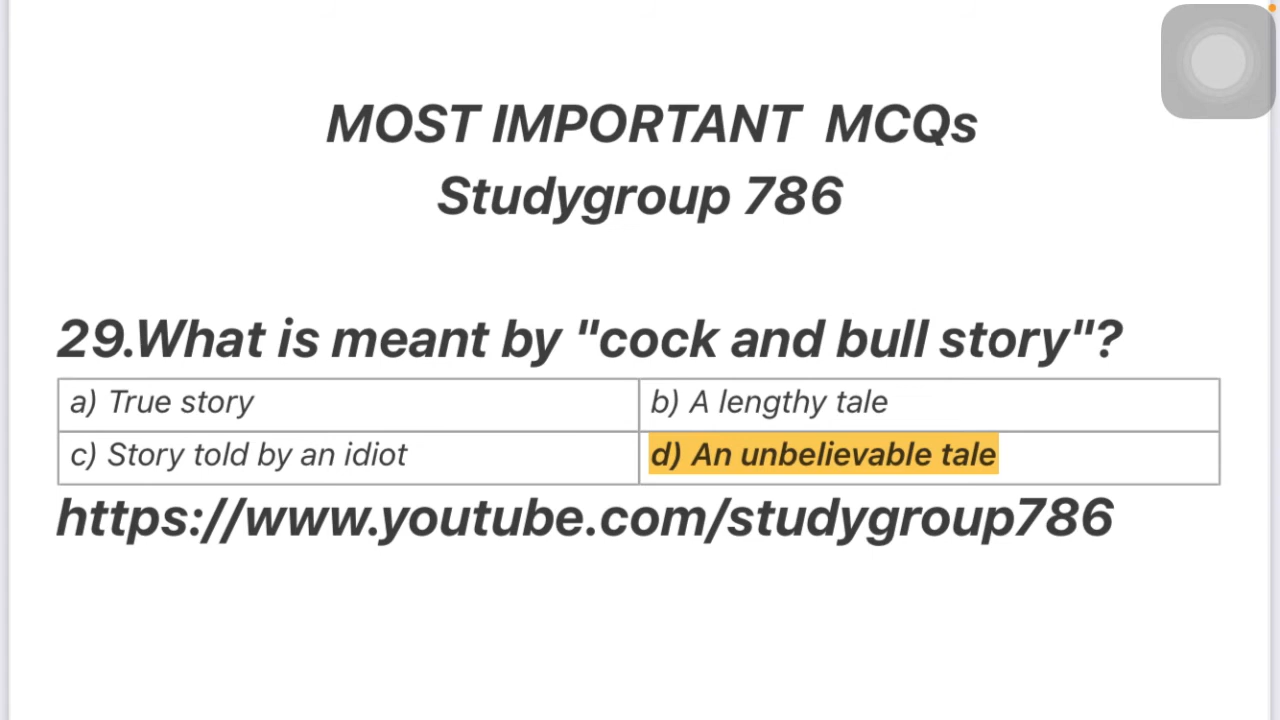 MOST IMPORTANT MCQs
Studygroup 786
29.What is meant by "cock and bull story"?
a) True story
b) A lengthy tale
c) Story told by an idiot
d) An unbelievable tale
https://www.youtube.com/studygroup786